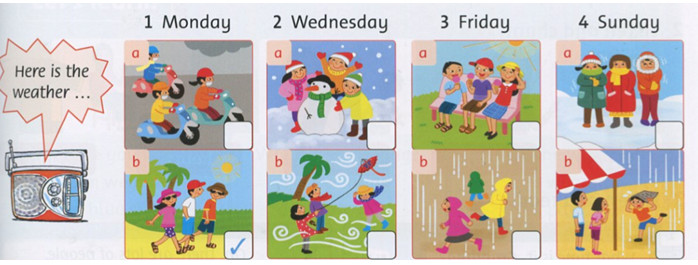 1 Monday
2 Wednesday
3 Friday
4 Sunday
Here is the
weather ...
a
a
a
a
b
b
b
b